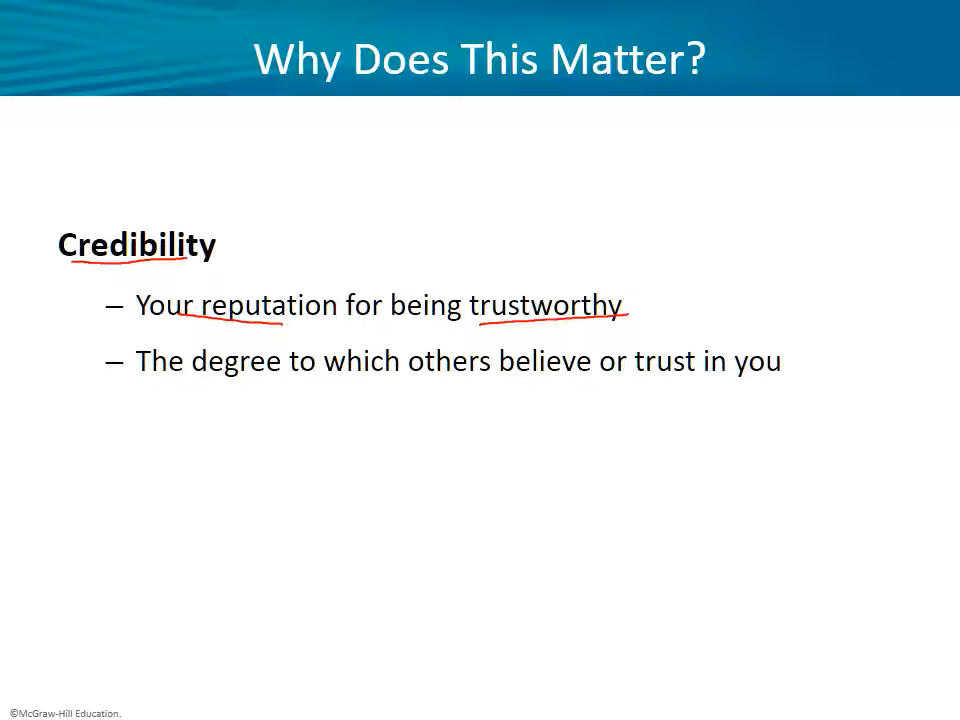 Why Does This Matter?
Credibility
– Your reputation for being trustworthy
– The degree to which others believe or trust in you
©McGraw-Hill Education.